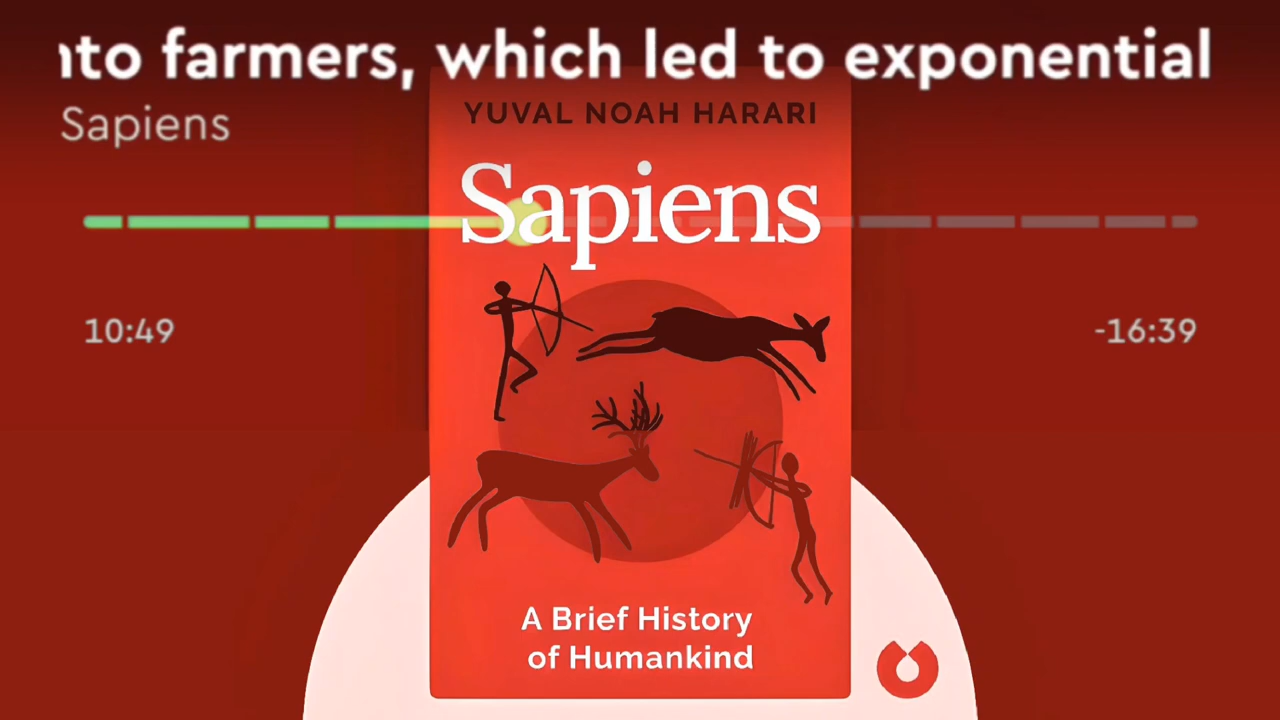 nto farmers, which led to exponential
Sapiens
YUVAL NOAH HARARI
Sapiens
10:49
-16:39
A Brief History
of Humankind